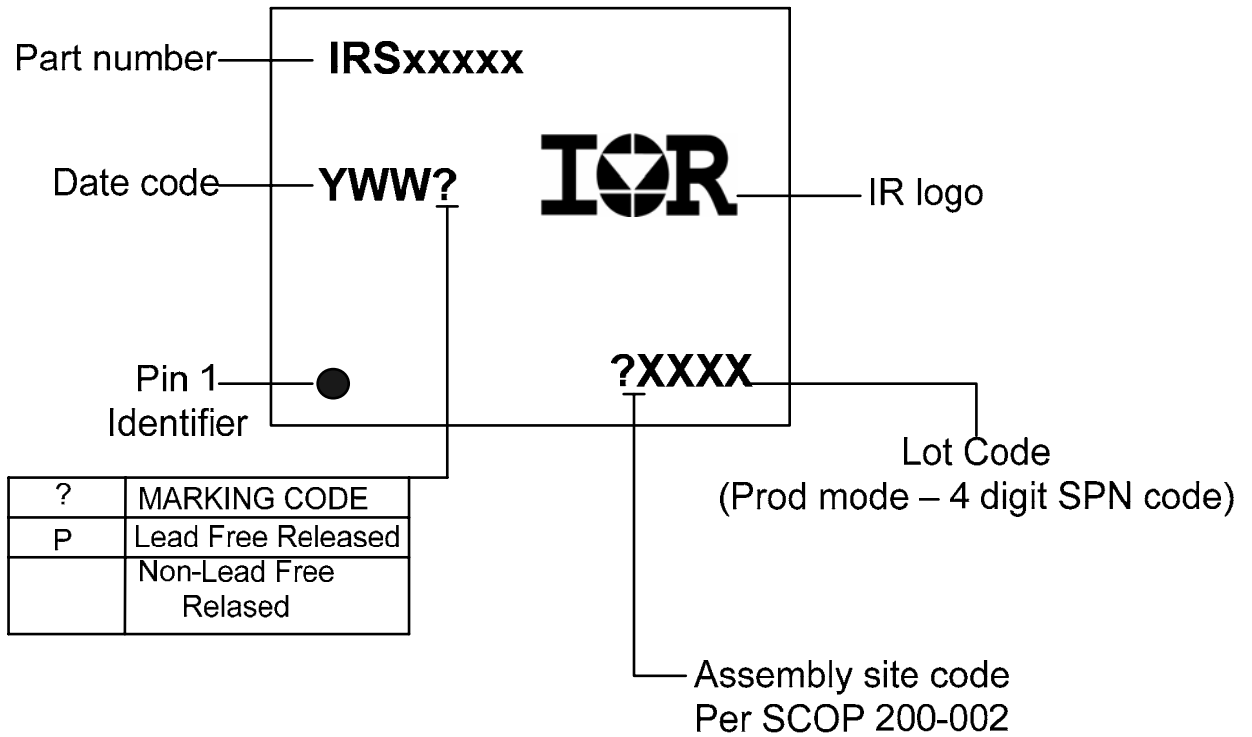 Part number
IRSxxxxx
Date code
YWW?
IOR
IR logo
Pin 1
Identifier
?XXXX
Lot Code
(Prod mode – 4 digit SPN code)
? MARKING CODE
P Lead Free Released
Non-Lead Free
Relased
Assembly site code
Per SCOP 200-002